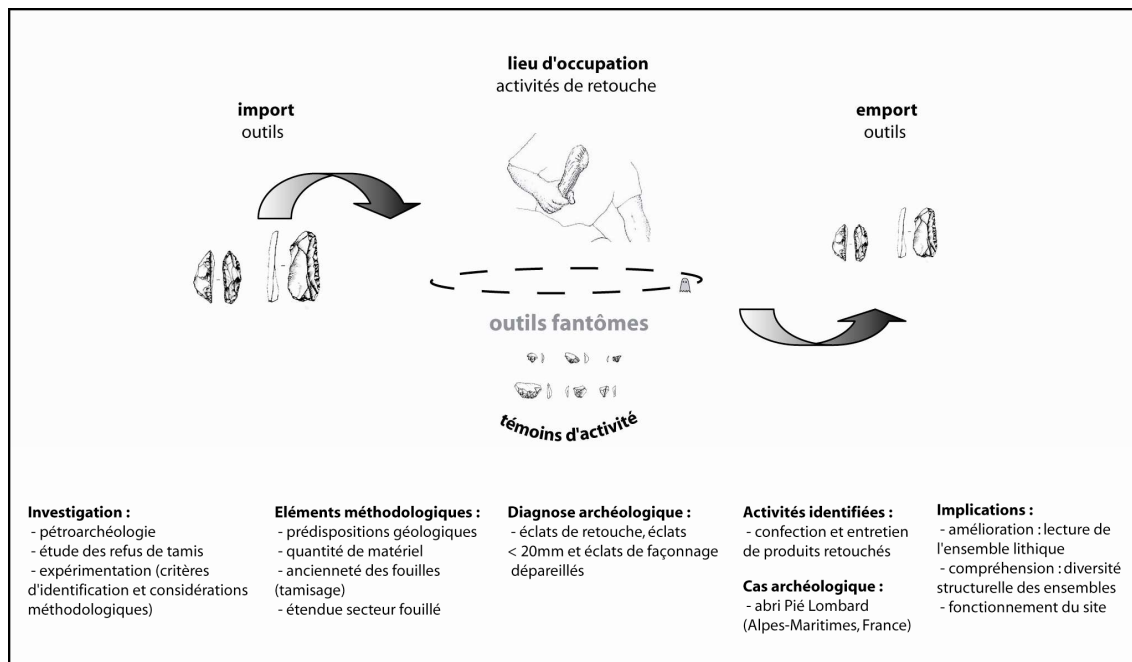 lieu d'occupation
activités de retouche
import
outils
emport
outils
outils fantômes
témoins d'activité
Investigation :
- pétroarchéologie
- étude des refus de tamis
- expérimentation (critères
d'identification et considérations
méthodologiques)
Eléments méthodologiques :
- prédispositions géologiques
- quantité de matériel
- ancienneté des fouilles
(tamisage)
- étendue secteur fouillé
Diagnose archéologique :
- éclats de retouche, éclats
< 20mm et éclats de façonnage
dépareillés
Activités identifiées :
- confection et entretien
de produits retouchés
Cas archéologique :
- abri Pié Lombard
(Alpes-Maritimes, France)
Implications :
- amélioration : lecture de
l'ensemble lithique
- compréhension : diversité
structurelle des ensembles
- fonctionnement du site